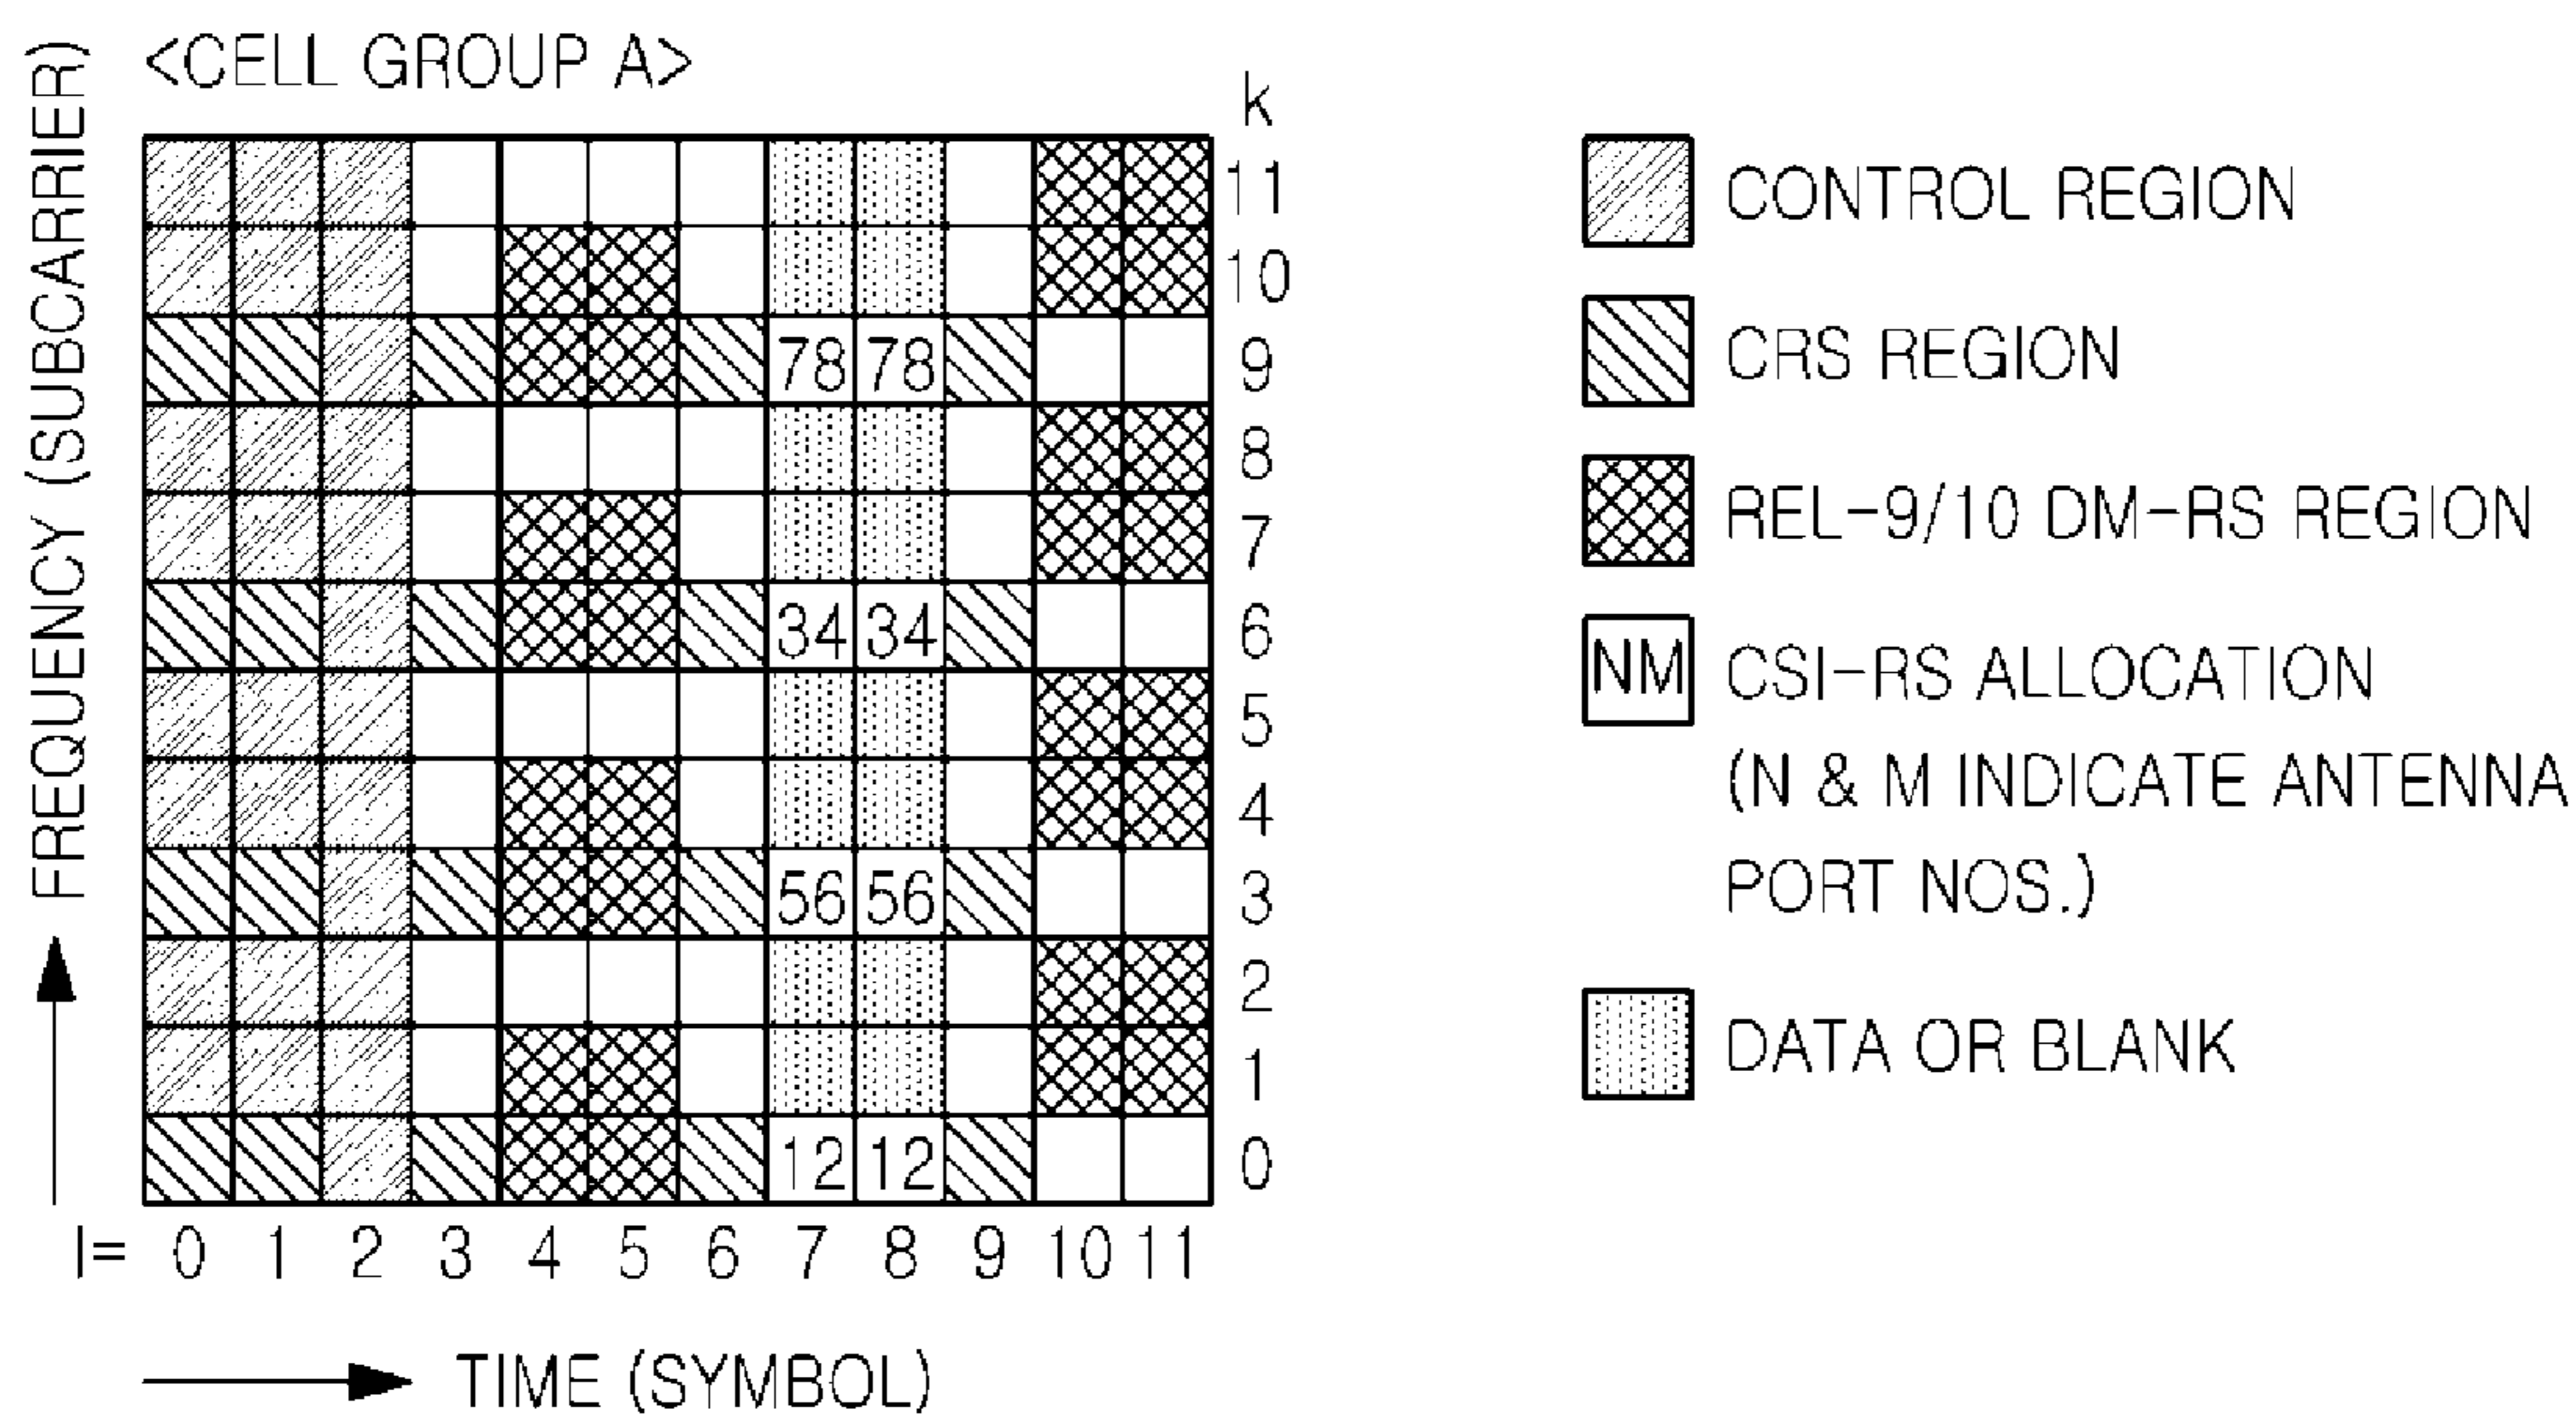 <CELL GROUP A>
FREQUENCY (SUBCARRIER)
k
11
10
78 78 9
8
7
34 34 6
5
4
56 56 3
2
1
12 12 0
l= 0 1 2 3 4 5 6 7 8 9 10 11
TIME (SYMBOL)
CONTROL REGION
CRS REGION
REL-9/10 DM-RS REGION
NM CSI-RS ALLOCATION
(N & M INDICATE ANTENNA
PORT NOS.)
DATA OR BLANK